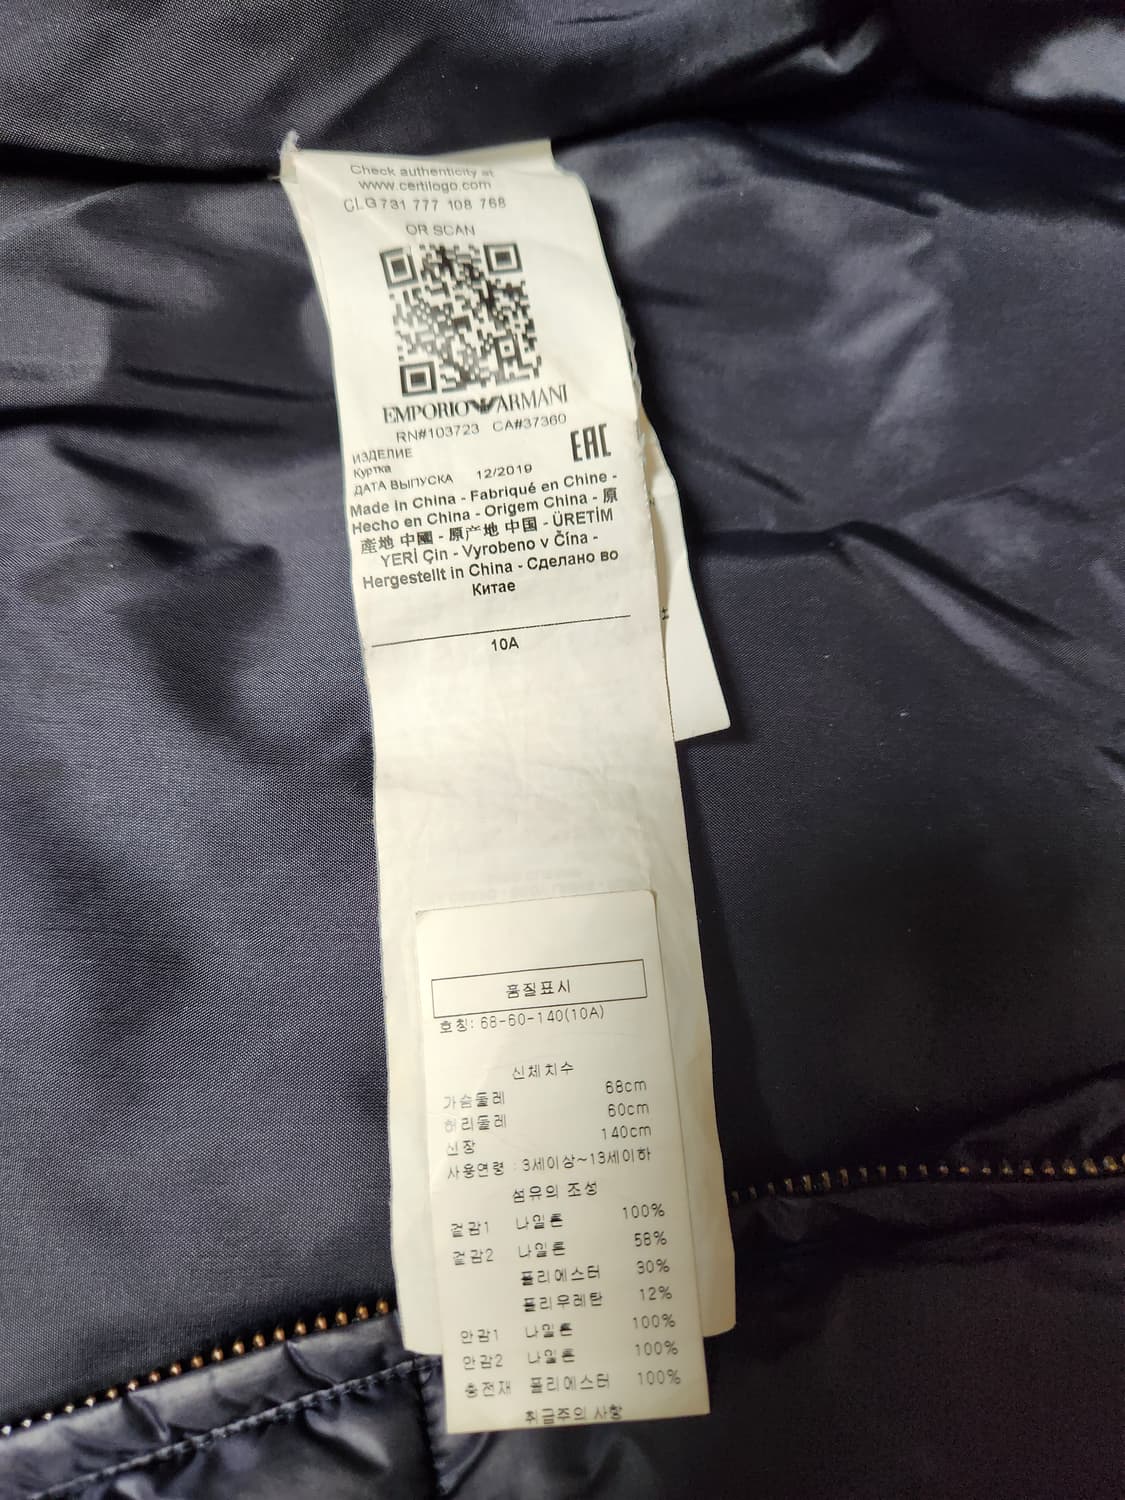 Check authenticity at
www.certilogo.com
CLG 731 777 108 768
OR SCAN
EMPORIO ARMANI
RN#103723 CA#37360
EAC
ИЗДЕЛИЕ
Куртка
ДАТА ВЫПУСКА 12/2019
Made in China - Fabriqué en Chine -
Hecho en China - Origem China - 原
產地 中國 - 原产地 中国 - ÜRETİM
YERİ Çin - Vyrobeno v Čína -
Hergestellt in China - Сделано во
Китае
10A
품질표시
호칭: 68-60-140(10A)
신체치수
가슴둘레 68cm
허리둘레 60cm
신장 140cm
사용연령 : 3세이상~13세이하
섬유의 조성
겉감1 나일론 100%
겉감2 나일론 58%
폴리에스터 30%
폴리우레탄 12%
안감1 나일론 100%
안감2 나일론 100%
충전재 폴리에스터 100%
취급주의 사항